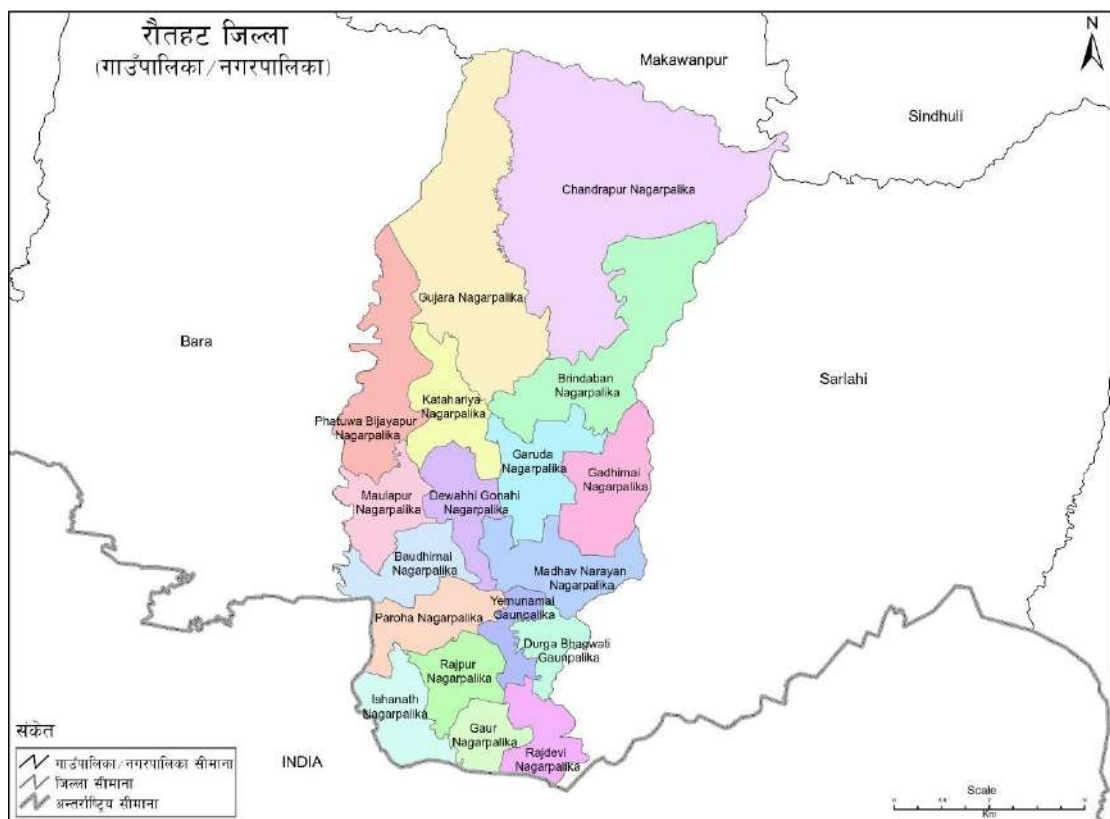 रौतहट जिल्ला
(गाउँपालिका/नगरपालिका)
N
Makawanpur
Sindhuli
Chandrapur Nagarpalika
Gujara Nagarpalika
Bara
Sarlahi
Brindaban
Nagarpalika
Katahariya
Nagarpalika
Phatuwa Bijayapur
Nagarpalika
Garuda
Nagarpalika
Gadhimai
Nagarpalika
Maulapur
Nagarpalika
Dewahhi Gonahi
Nagarpalika
Baudhimai
Nagarpalika
Madhav Narayan
Nagarpalika
Yemunamai
Gaunpalika
Paroha Nagarpalika
Durga Bhagwati
Gaunpalika
Rajpur
Nagarpalika
Ishanath
Nagarpalika
Gaur
Nagarpalika
Rajdevi
Nagarpalika
INDIA
संकेत
गाउँपालिका/नगरपालिका सीमाना
जिल्ला सीमाना
अन्तर्राष्ट्रिय सीमाना
Scale
Km